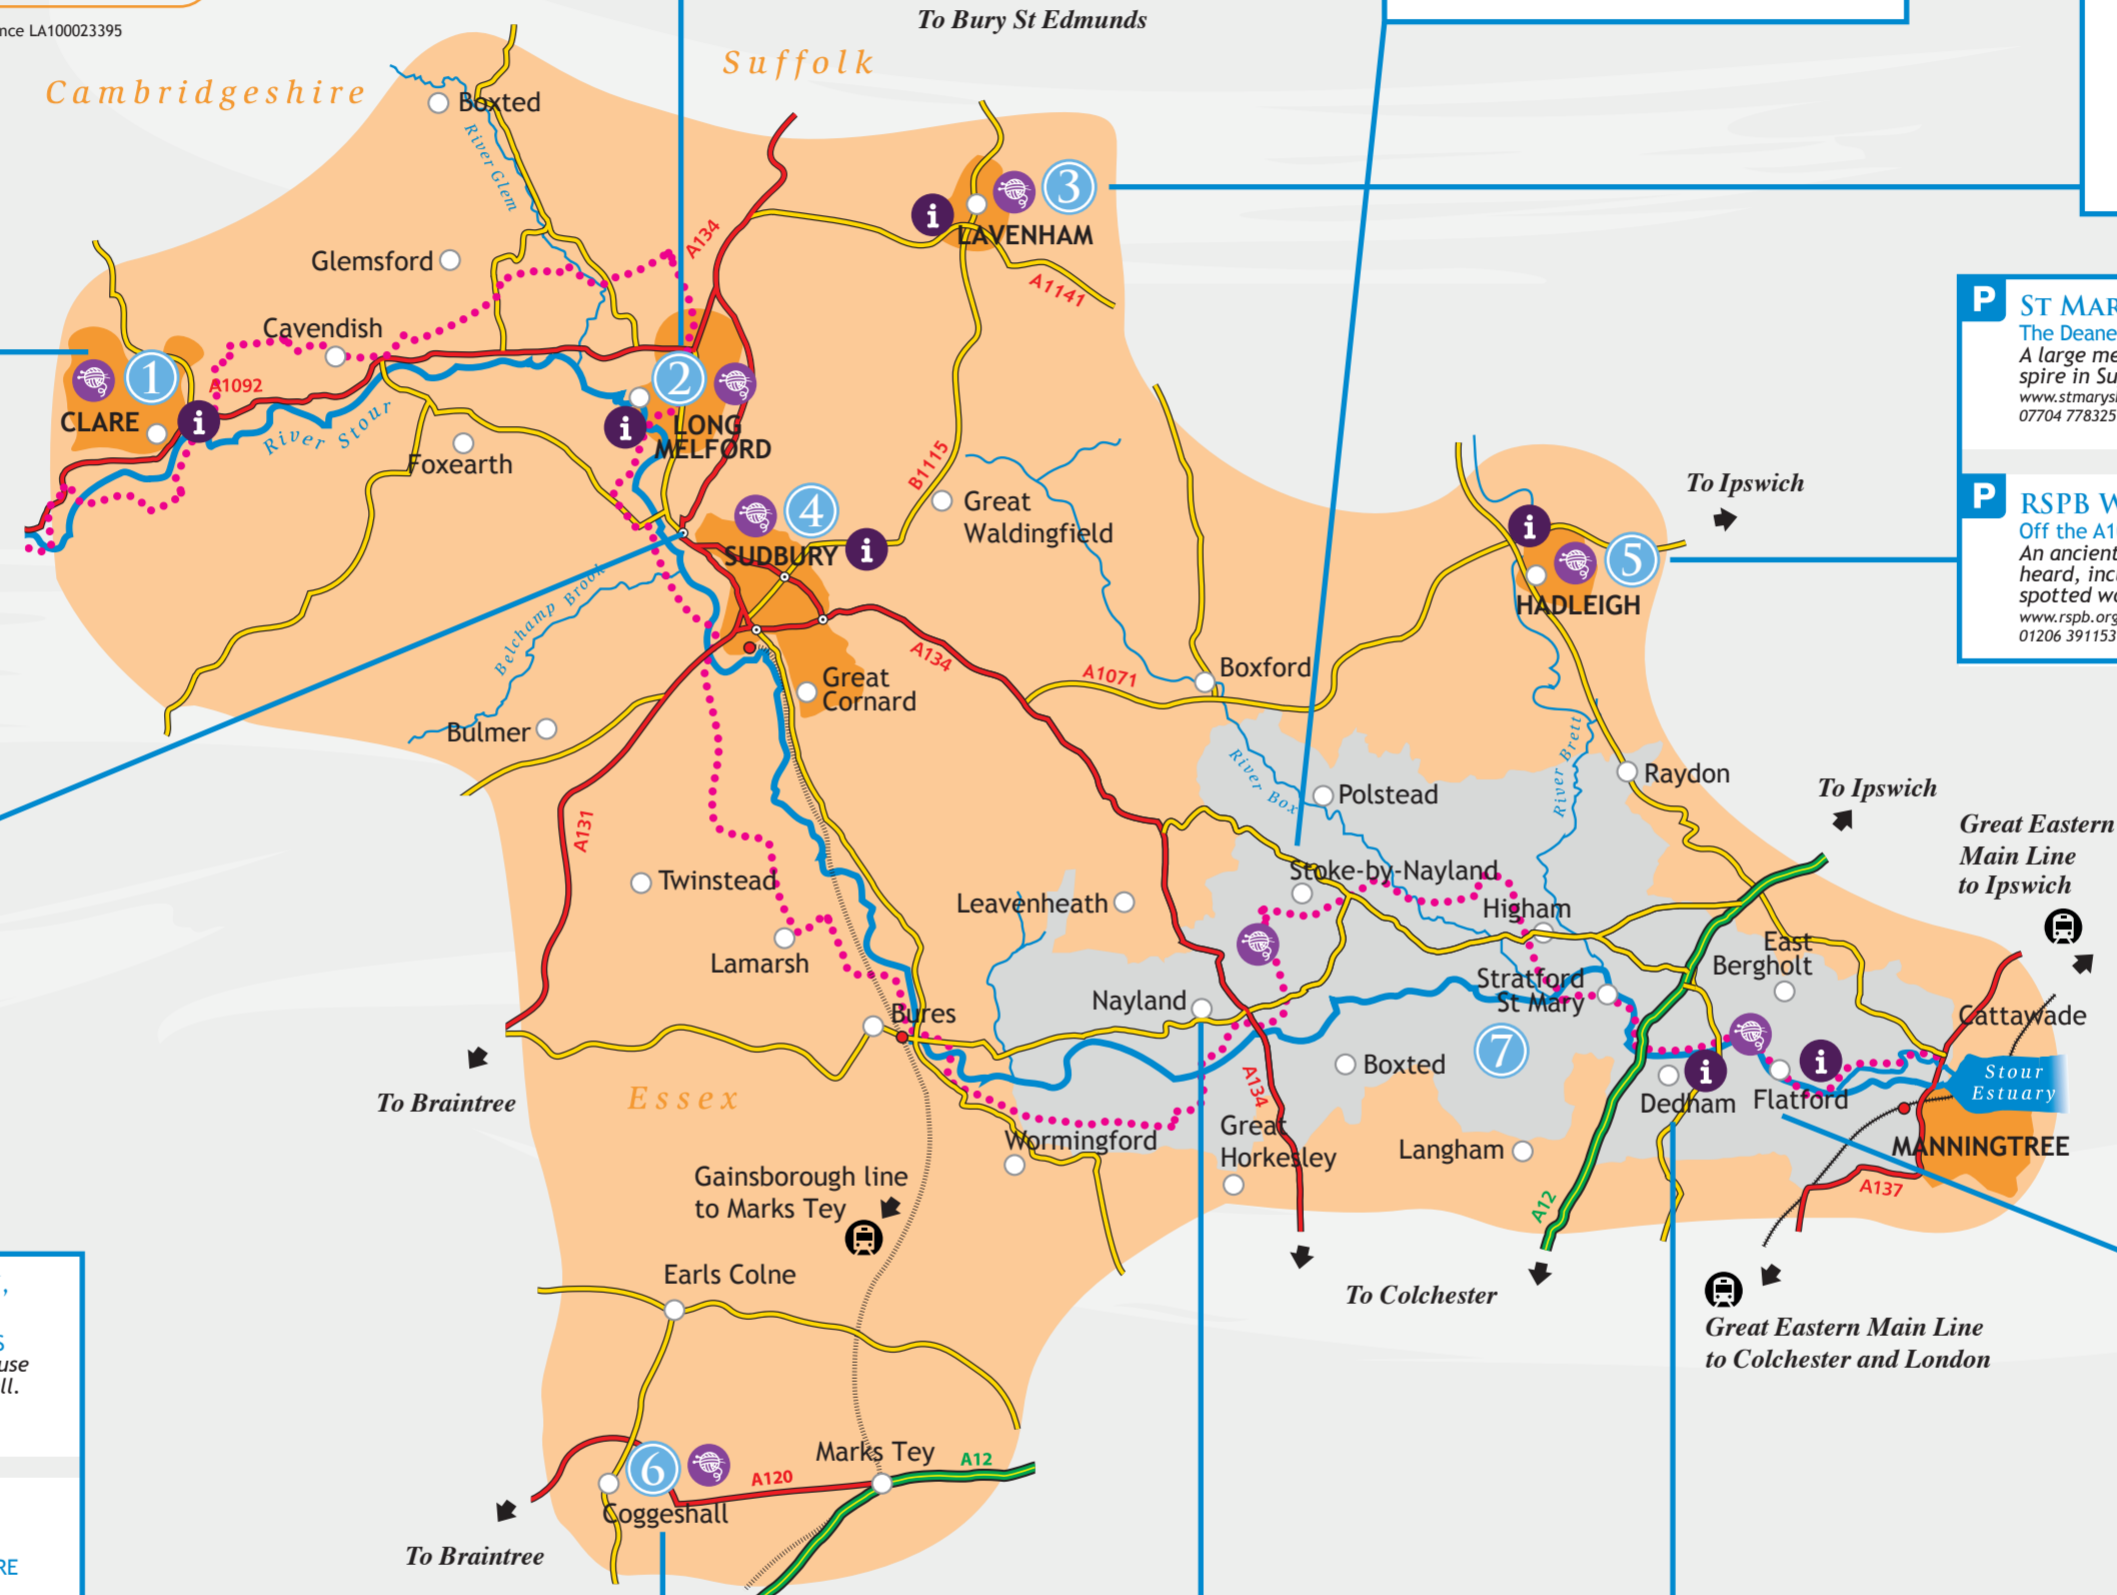 nce LA100023395
To Bury St Edmunds
Suffolk
Cambridgeshire
Boxted
River Glem
3
i
LAVENHAM
A134
Glemsford
A1141
P
ST MAR
The Deane
A large me
spire in Su
www.stmarysh
07704 778325
Cavendish
1
A1092
2
CLARE
i
River Stour
i
LONG
MELFORD
Foxearth
B1115
To Ipswich
P
RSPB W
Off the A1
An ancient
heard, inc
spotted wo
www.rspb.org
01206 391153
4
Great
Waldingfield
SUDBURY
i
i
5
HADLEIGH
Belchamp Brook
A134
A1071
Boxford
Great
Cornard
Bulmer
River Brett
River Box
Raydon
Polstead
To Ipswich
A131
Great Eastern
Main Line
to Ipswich
Twinstead
Stoke-by-Nayland
Leavenheath
Higham
Lamarsh
East
Bergholt
Stratford
St Mary
Nayland
Bures
Cattawade
7
Boxted
i
i
Stour
Estuary
To Braintree
Essex
A134
Dedham
Flatford
Wormingford
Great
Horkesley
Langham
MANNINGTREE
Gainsborough line
to Marks Tey
A12
A137
Earls Colne
To Colchester
Great Eastern Main Line
to Colchester and London
,
S
use
ll.
Marks Tey
A12
6
A120
Coggeshall
To Braintree
RE